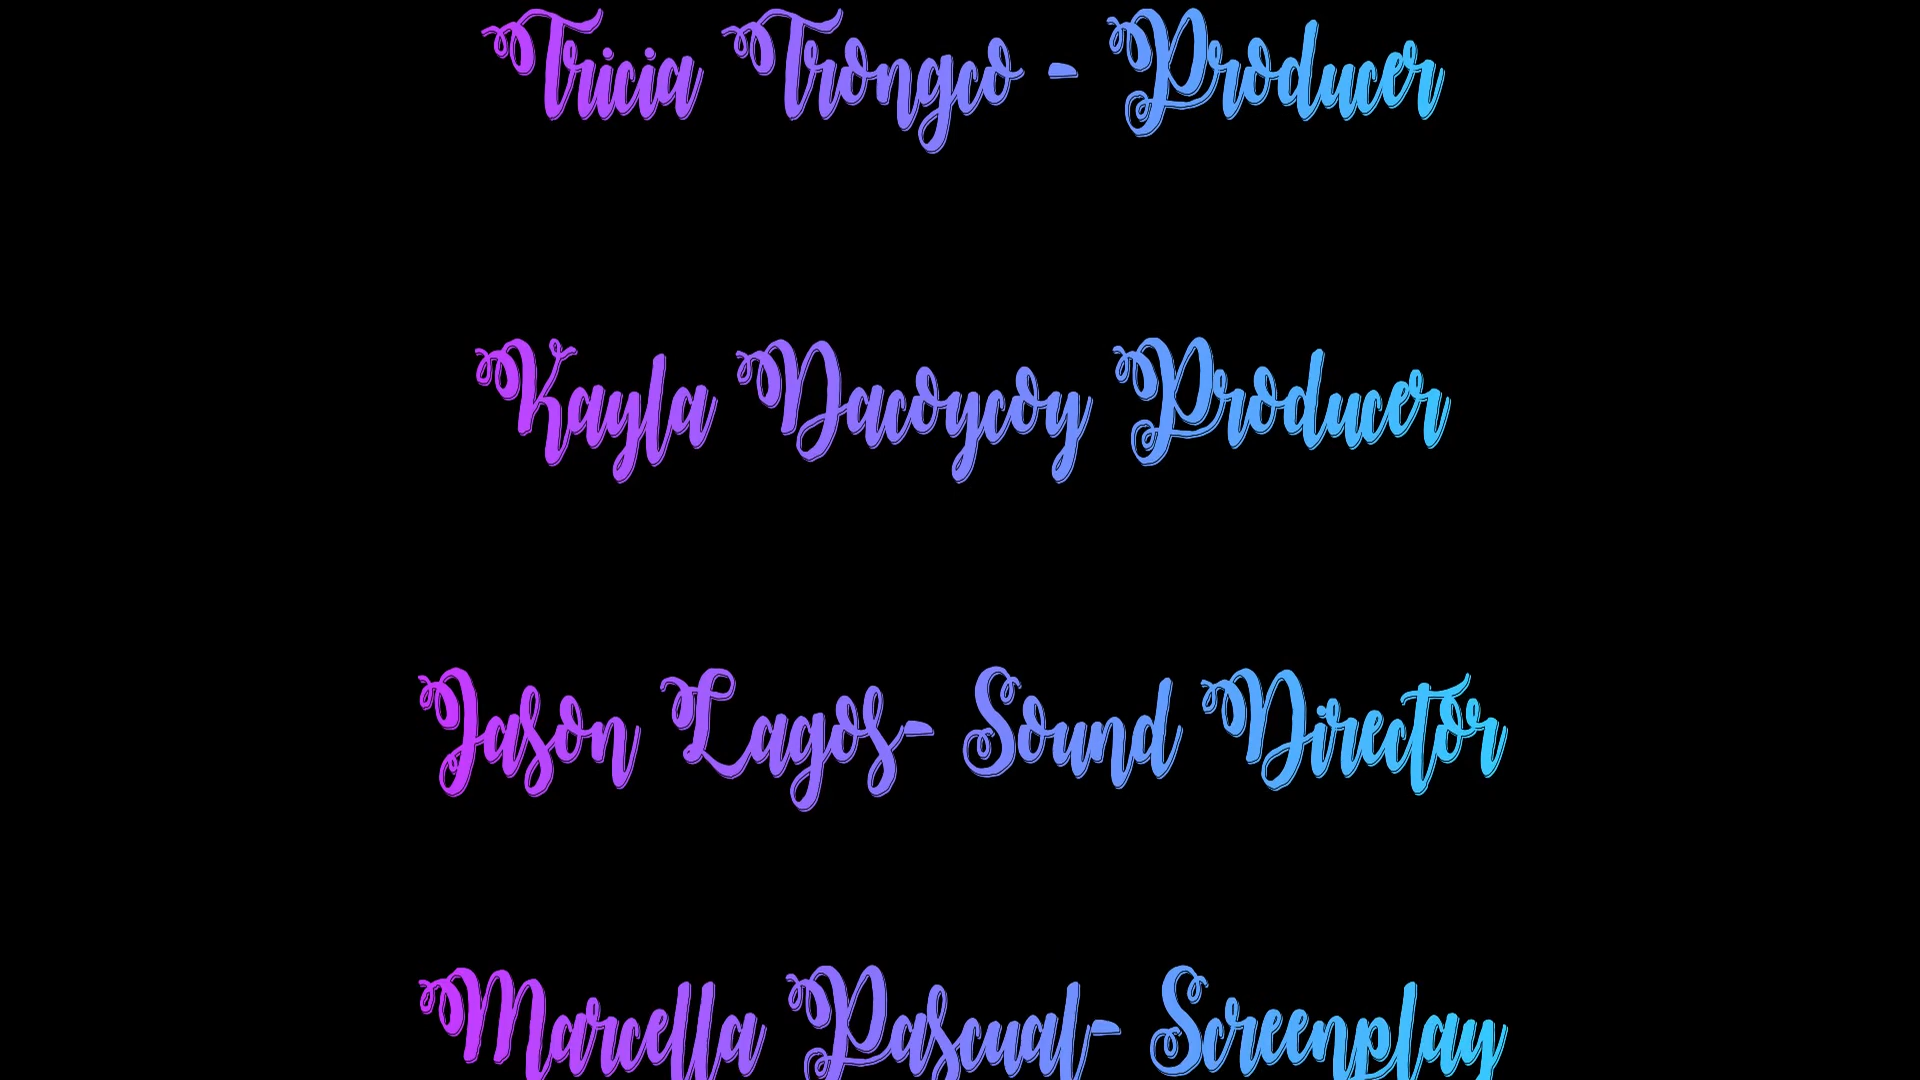 Tricia Trongco - Producer
Kayla Dacoycoy Producer
Jason Lagos- Sound Director
Marcella Pascual- Screenplay